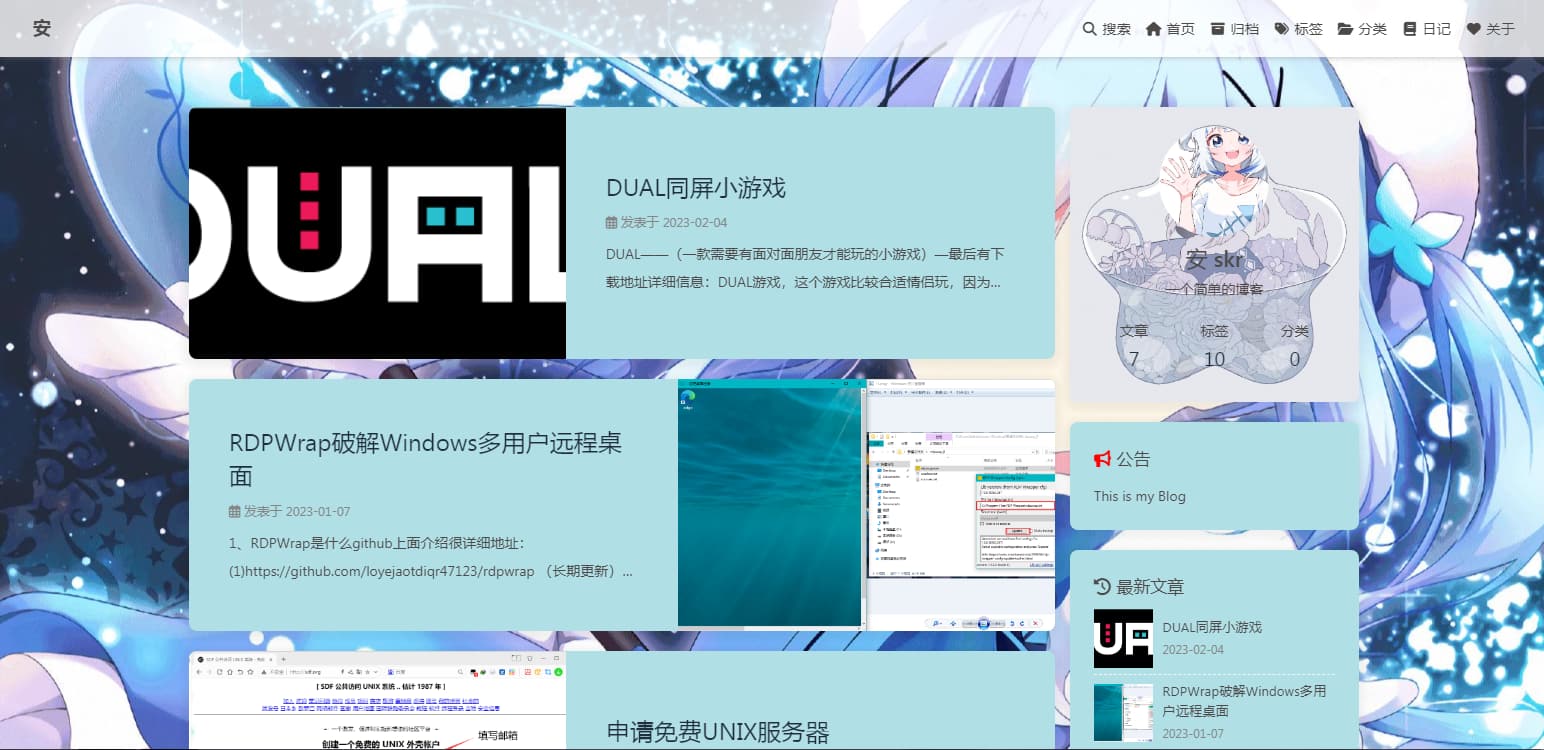 安
搜索 首页 归档 标签 分类 日记 关于
DUAL
DUAL同屏小游戏
发表于 2023-02-04
DUAL——（一款需要有面对面朋友才能玩的小游戏）—最后有下
载地址详细信息：DUAL游戏，这个游戏比较合适情侣玩，因为...
RDPWrap破解Windows多用户远程桌
面
发表于 2023-01-07
1、RDPWrap是什么github上面介绍很详细地址：
(1)https://github.com/loyejaotdiqr47123/rdpwrap （长期更新）...
[ SDF 公共访问 UNIX 系统 .. 估计 1987 年 ]
创建一个免费的 UNIX 外壳帐户
填写邮箱
申请免费UNIX服务器
安 skr
一个简单的博客
文章 标签 分类
7 10 0
公告
This is my Blog
最新文章
UA
DUAL同屏小游戏
2023-02-04
RDPWrap破解Windows多用
户远程桌面
2023-01-07